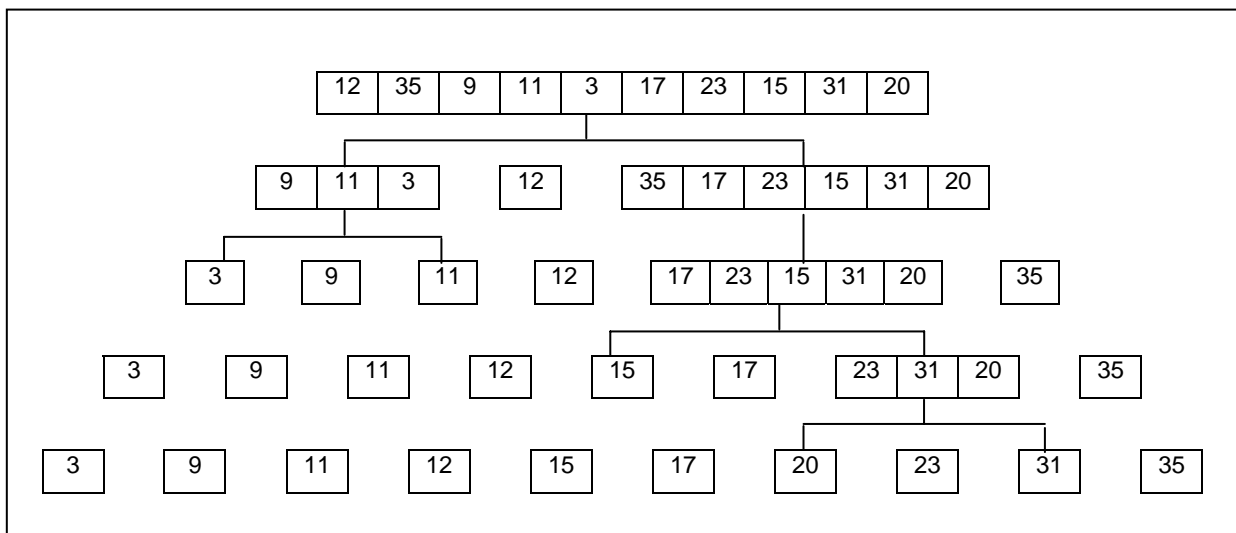 12 35 9 11 3 17 23 15 31 20
9 11 3 12 35 17 23 15 31 20
3 9 11 12 17 23 15 31 20 35
3 9 11 12 15 17 23 31 20 35
3 9 11 12 15 17 20 23 31 35